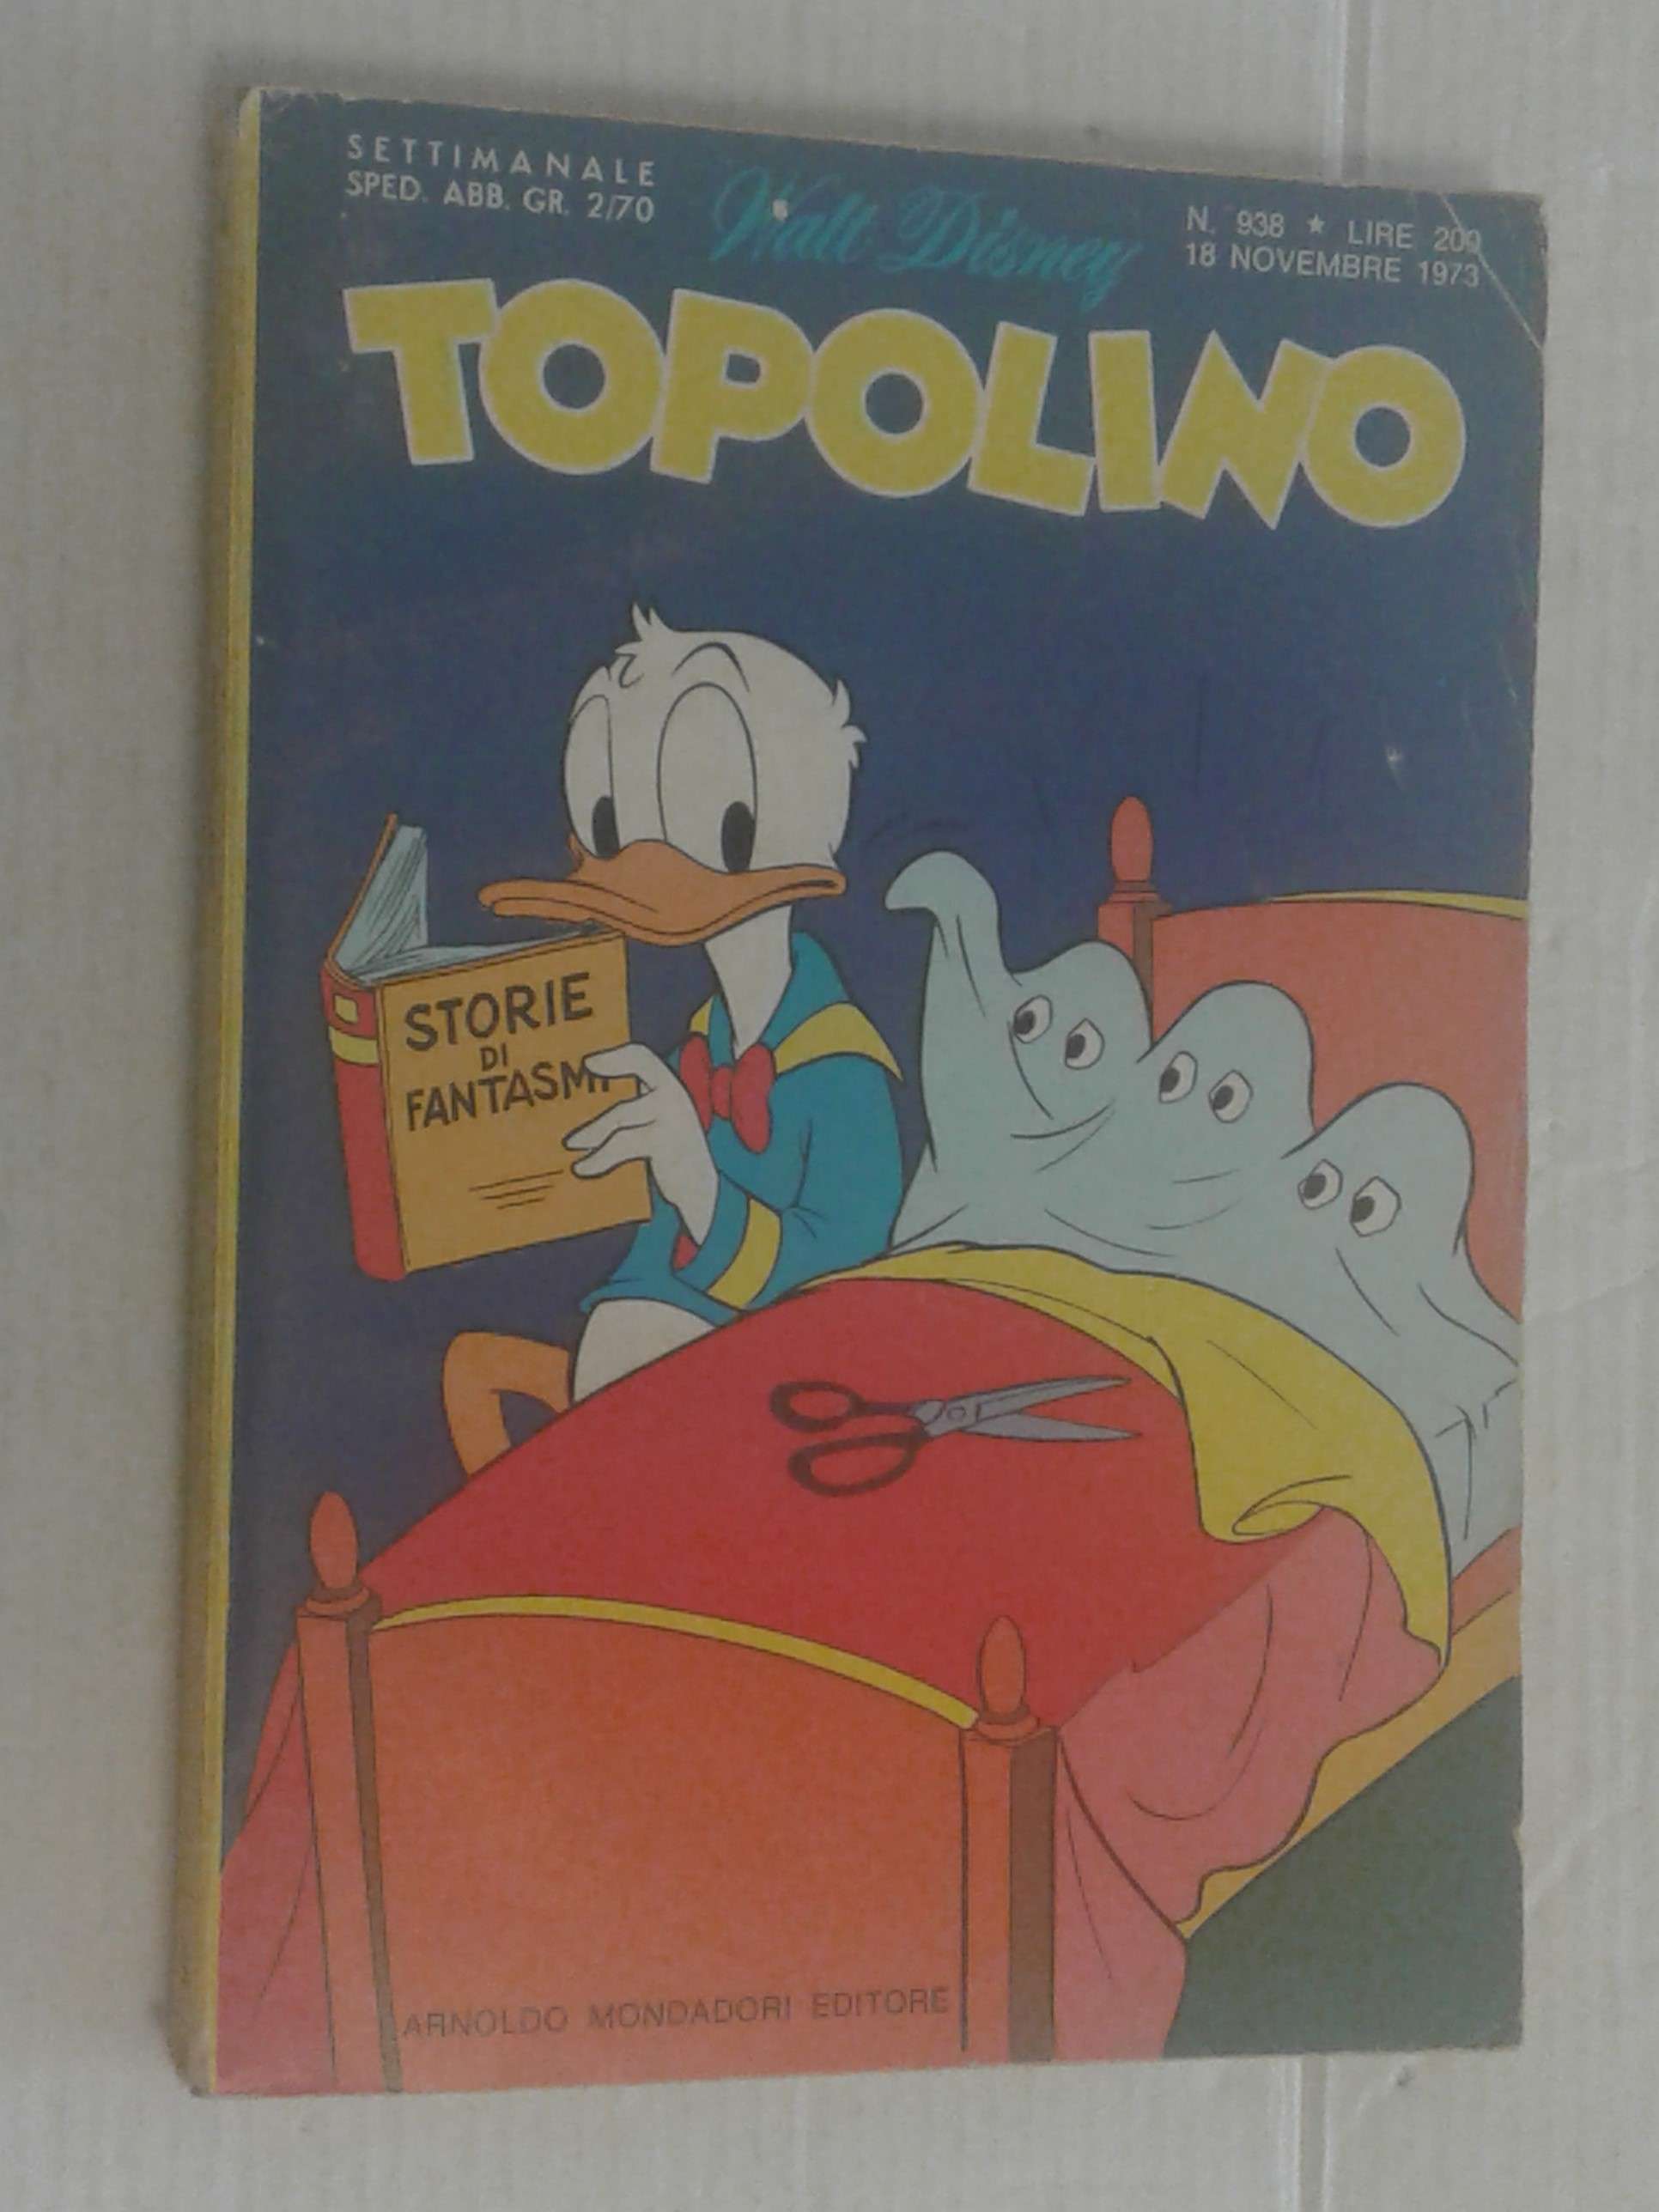 SETTIMANALE
SPED. ABB. GR. 2/70
Walt Disney
N. 938 * LIRE 200
18 NOVEMBRE 1973
TOPOLINO
STORIE
DI
FANTASMI
ARNOLDO MONDADORI EDITORE